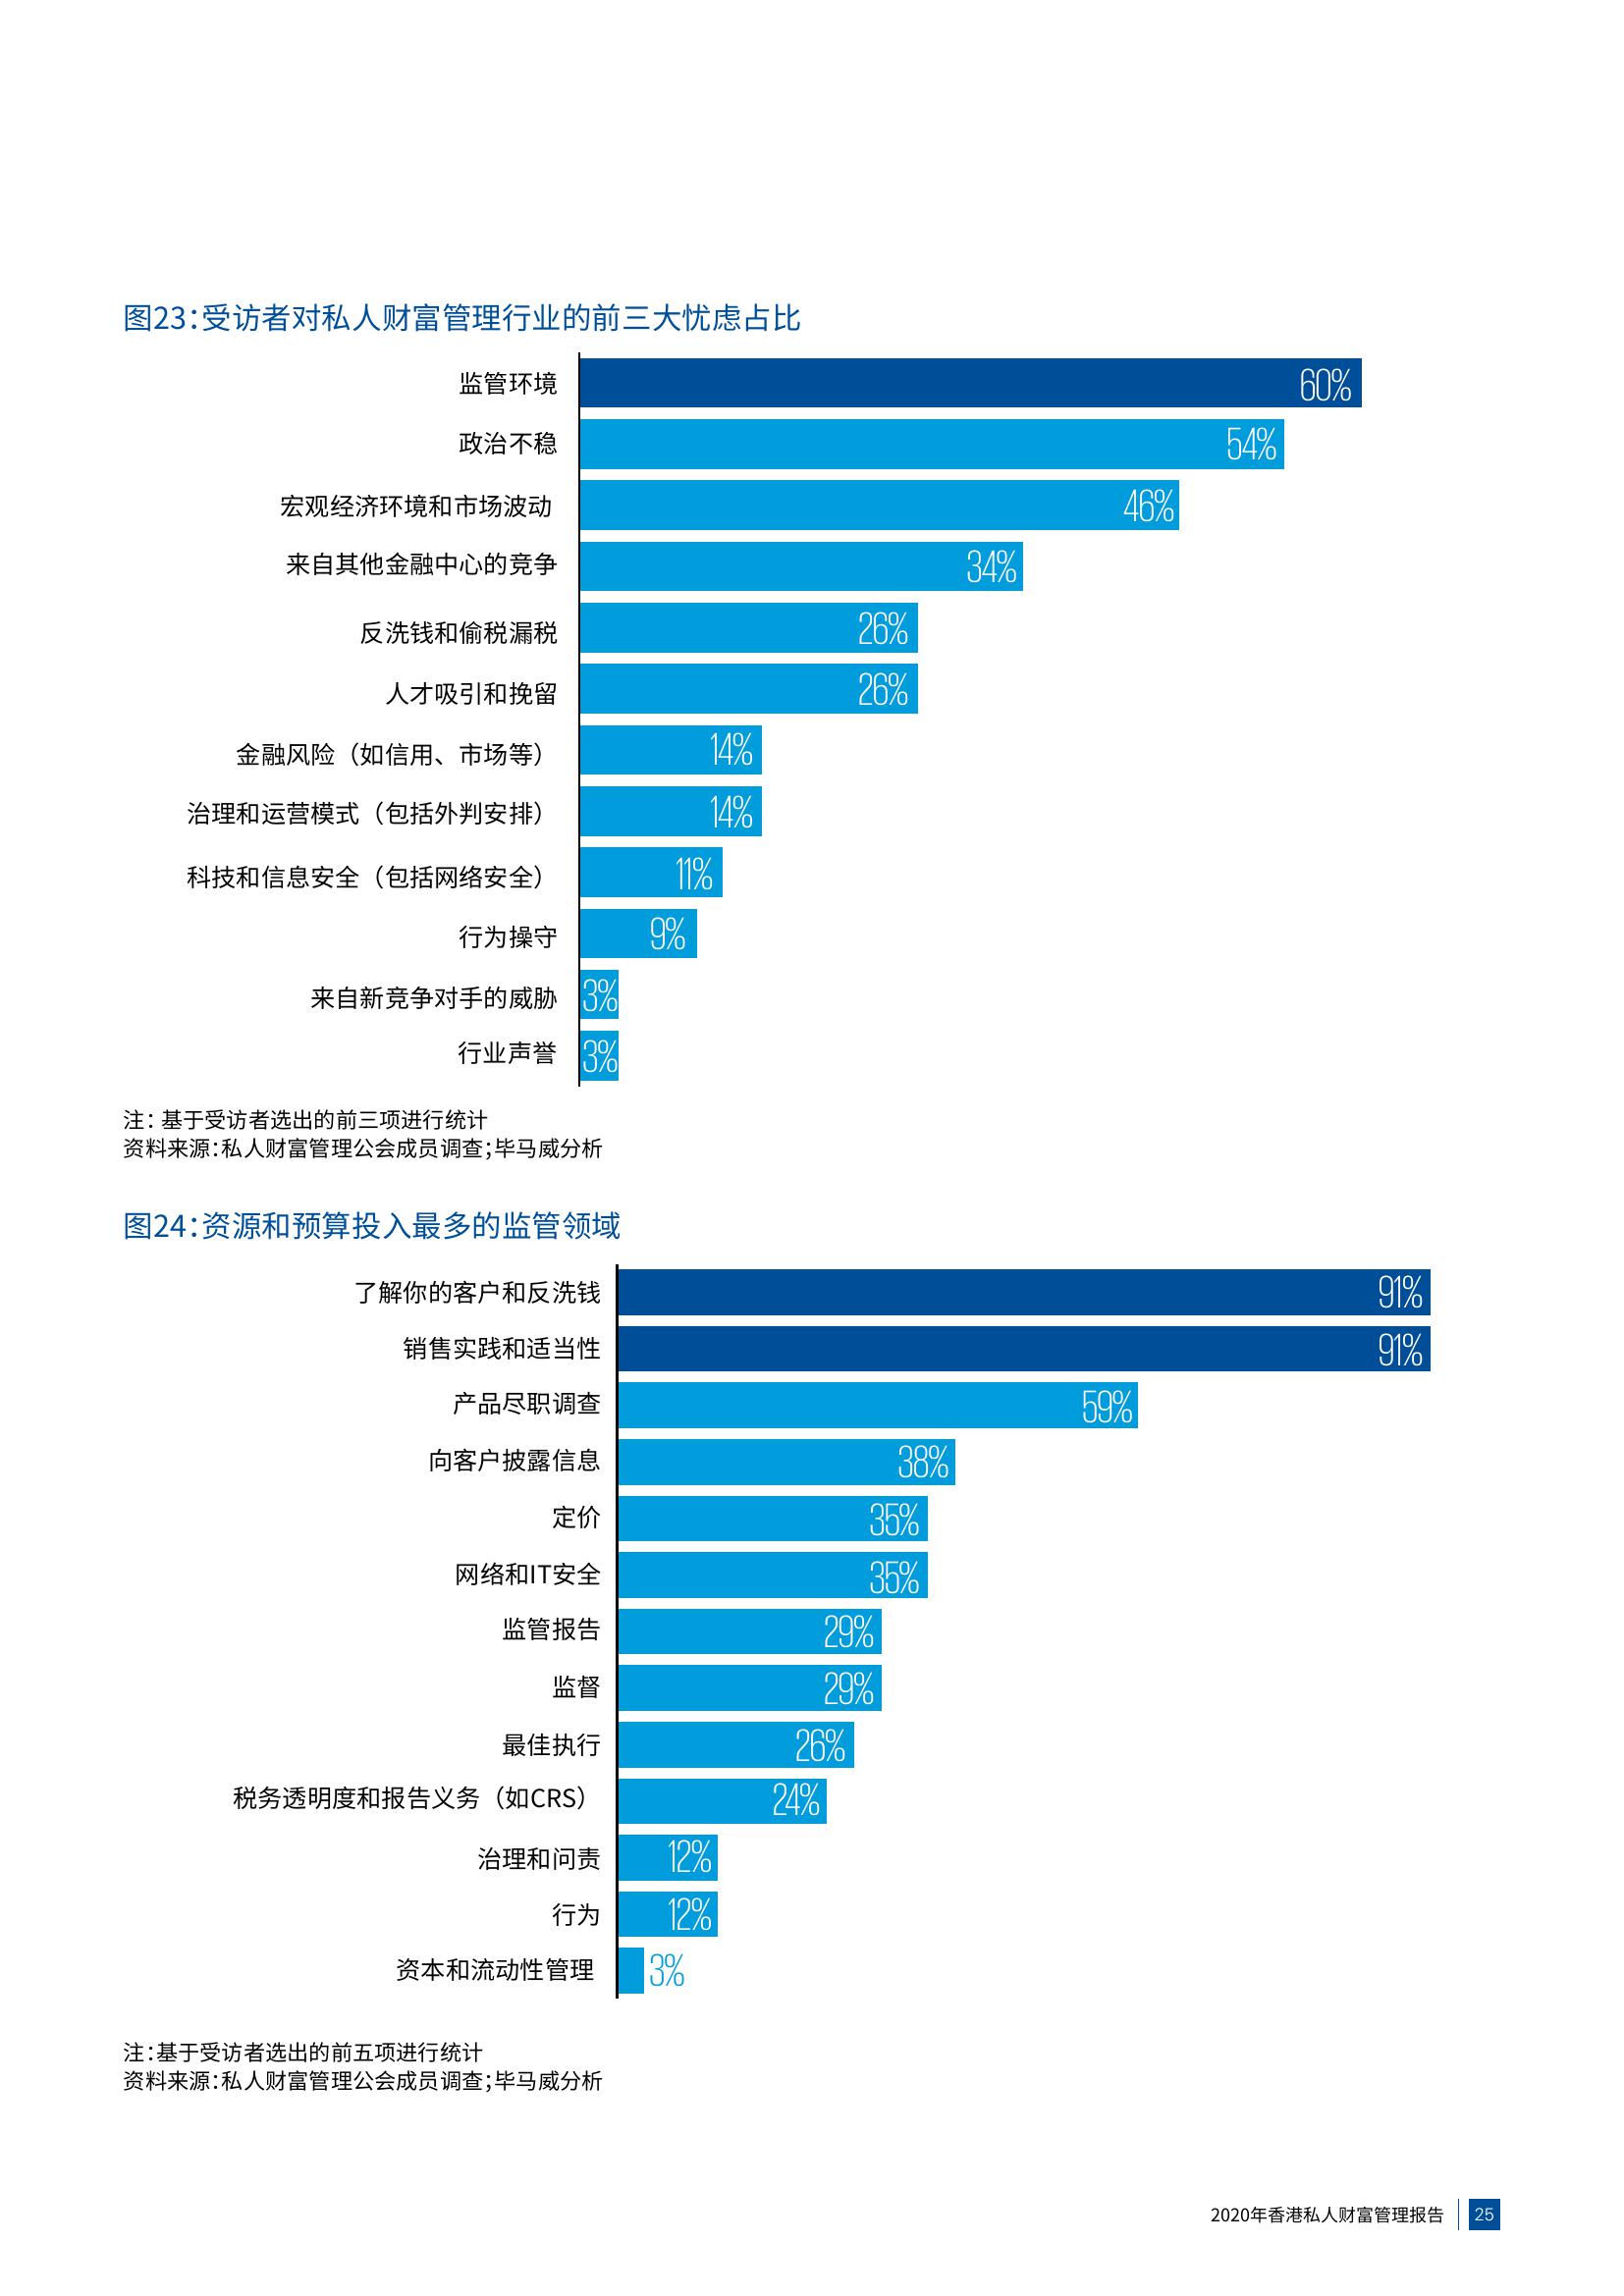 图23：受访者对私人财富管理行业的前三大忧虑占比
监管环境 60%
政治不稳 54%
宏观经济环境和市场波动 46%
来自其他金融中心的竞争 34%
反洗钱和偷税漏税 26%
人才吸引和挽留 26%
金融风险（如信用、市场等） 14%
治理和运营模式（包括外判安排） 14%
科技和信息安全（包括网络安全） 11%
行为操守 9%
来自新竞争对手的威胁 3%
行业声誉 3%
注： 基于受访者选出的前三项进行统计
资料来源：私人财富管理公会成员调查；毕马威分析
图24：资源和预算投入最多的监管领域
了解你的客户和反洗钱 91%
销售实践和适当性 91%
产品尽职调查 59%
向客户披露信息 38%
定价 35%
网络和IT安全 35%
监管报告 29%
监督 29%
最佳执行 26%
税务透明度和报告义务（如CRS） 24%
治理和问责 12%
行为 12%
资本和流动性管理 3%
注：基于受访者选出的前五项进行统计
资料来源：私人财富管理公会成员调查；毕马威分析
2020年香港私人财富管理报告 25